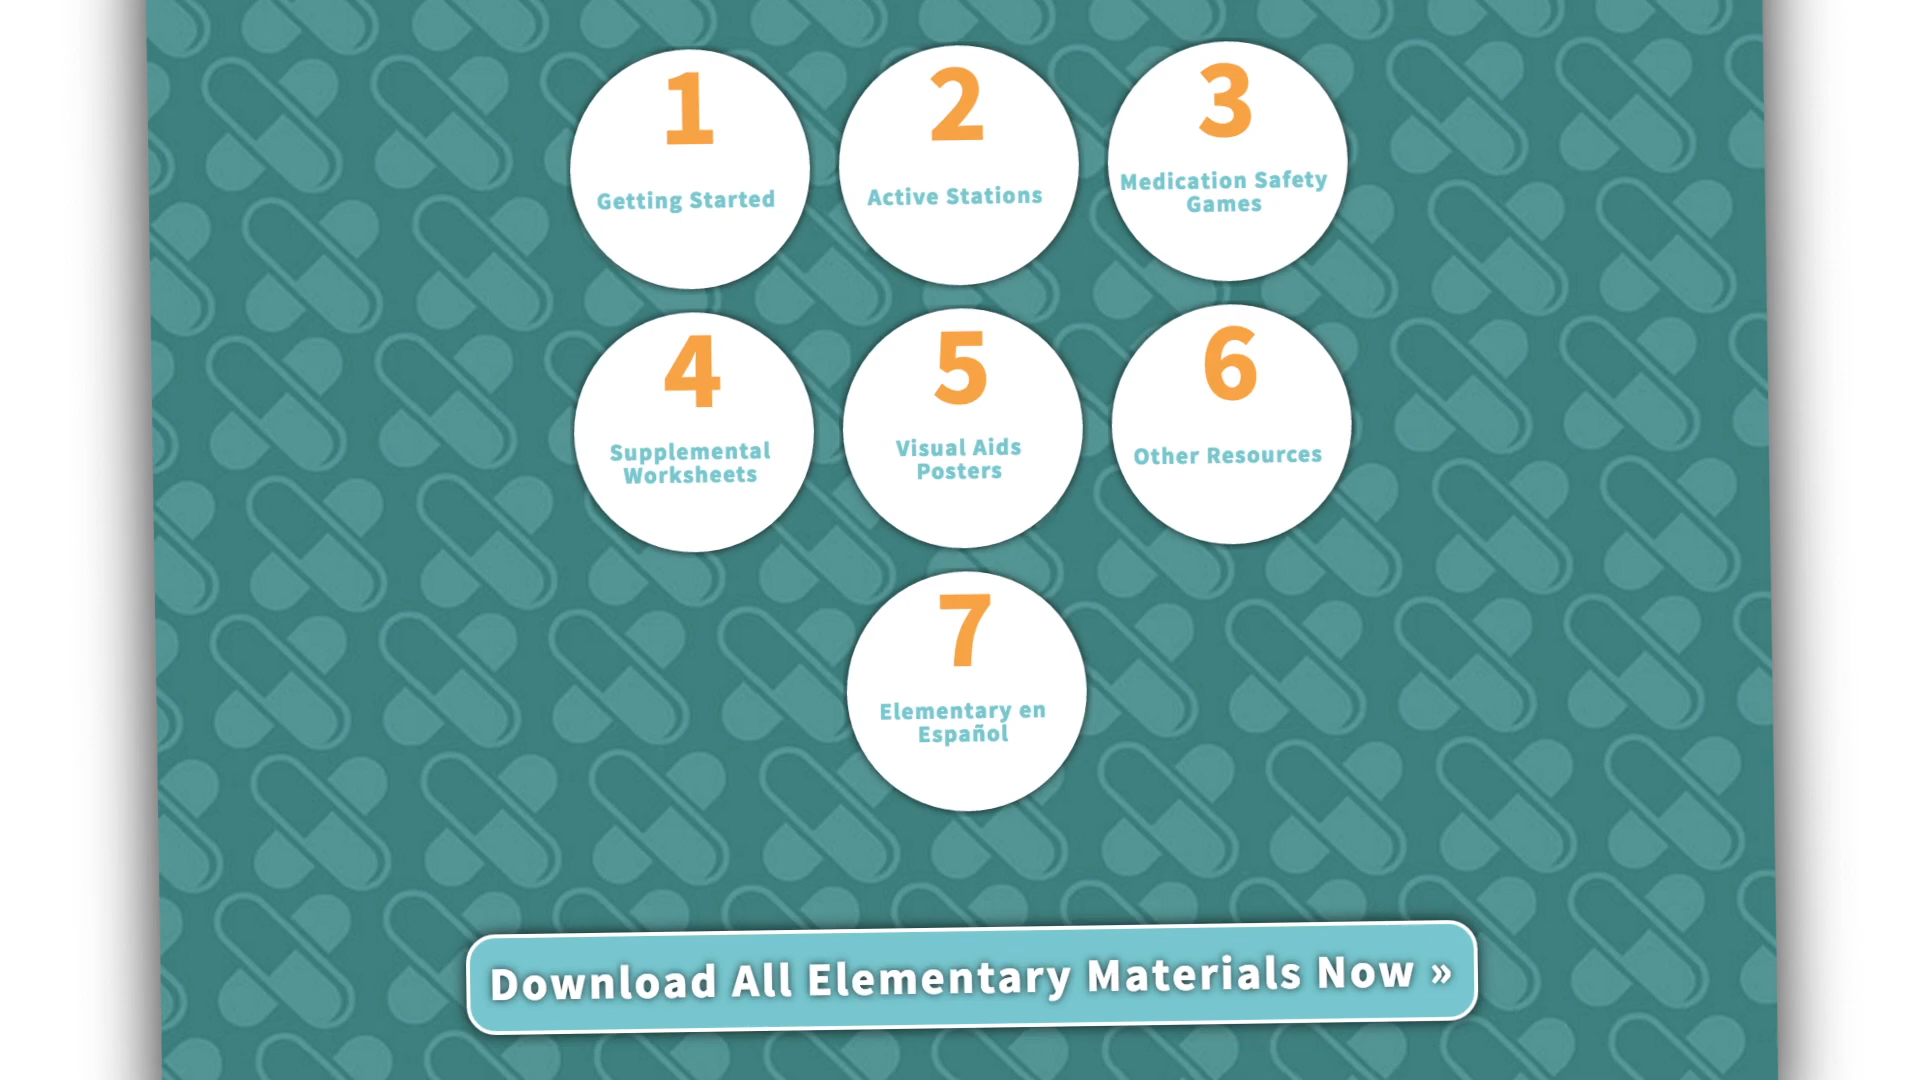 1
Getting Started
2
Active Stations
3
Medication Safety
Games
4
Supplemental
Worksheets
5
Visual Aids
Posters
6
Other Resources
7
Elementary en
Español
Download All Elementary Materials Now »